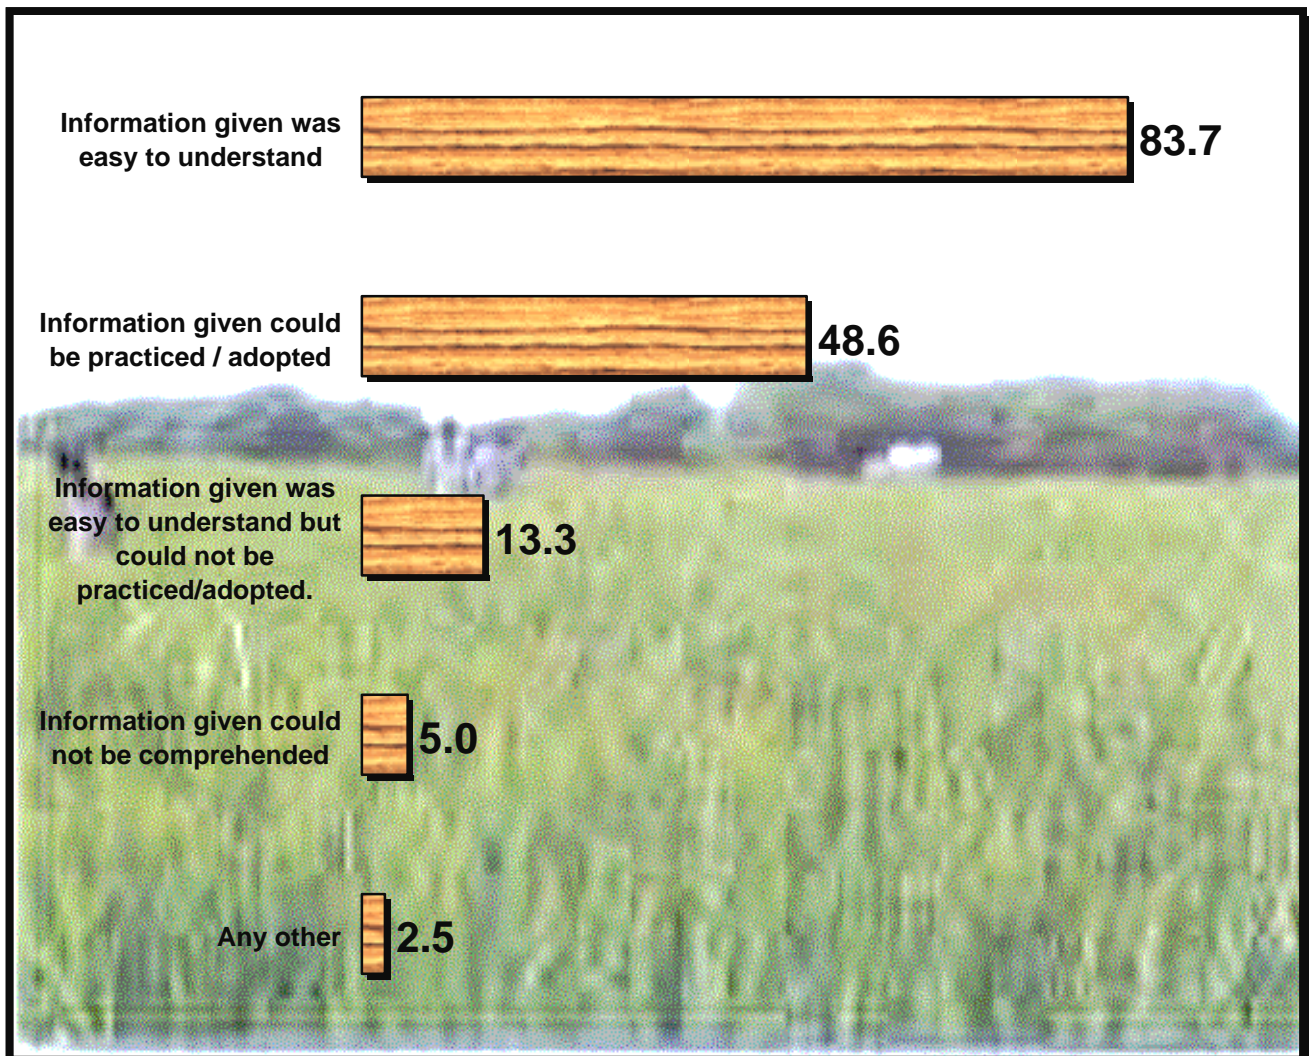 Information given was
easy to understand
83.7
Information given could
be practiced / adopted
48.6
Information given was
easy to understand but
could not be
practiced/adopted.
13.3
Information given could
not be comprehended
5.0
Any other
2.5